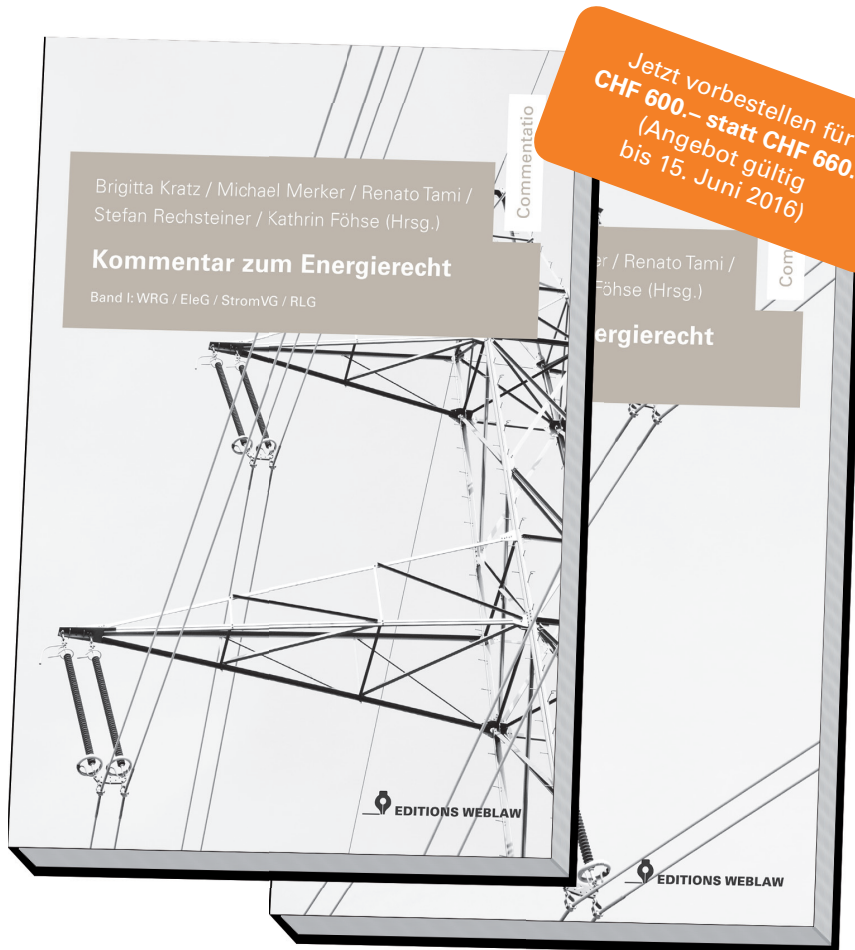 Jetzt vorbestellen für
CHF 600.– statt CHF 660.
(Angebot gültig
bis 15. Juni 2016)
Commentatio
Brigitta Kratz / Michael Merker / Renato Tami /
Stefan Rechsteiner / Kathrin Föhse (Hrsg.)
Kommentar zum Energierecht
Band I: WRG / EleG / StromVG / RLG
EDITIONS WEBLAW
Com
er / Renato Tami /
Föhse (Hrsg.)
ergierecht
EDITIONS WEBLAW